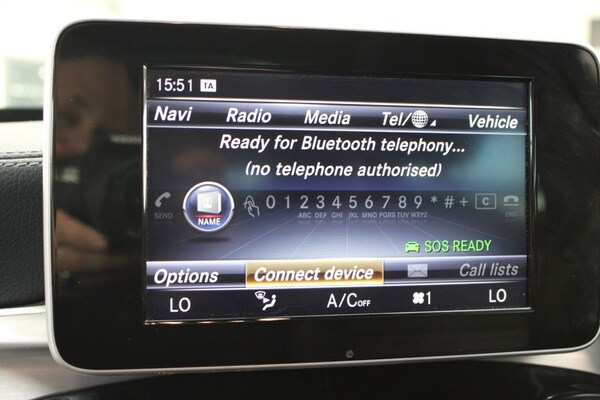 15:51 TA
Navi Radio Media Tel/ Vehicle
Ready for Bluetooth telephony...
(no telephone authorised)
SEND NAME 0 1 2 3 4 5 6 7 8 9 * # + C END
ABC DEF GHI JKL MNO PQR TUV WXYZ
SOS READY
Options Connect device Call lists
LO A/C OFF 1 LO